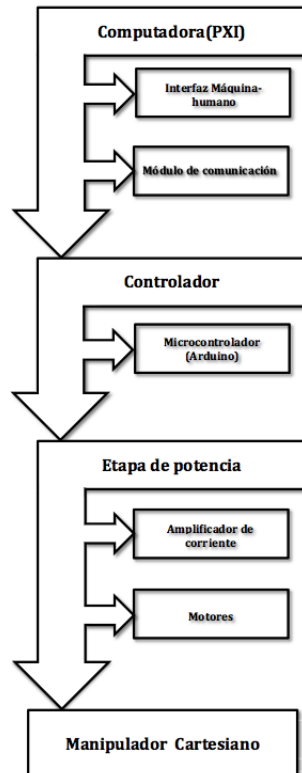 Computadora(PXI)
Interfaz Máquina-
humano
Módulo de comunicación
Controlador
Microcontrolador
(Arduino)
Etapa de potencia
Amplificador de
corriente
Motores
Manipulador Cartesiano